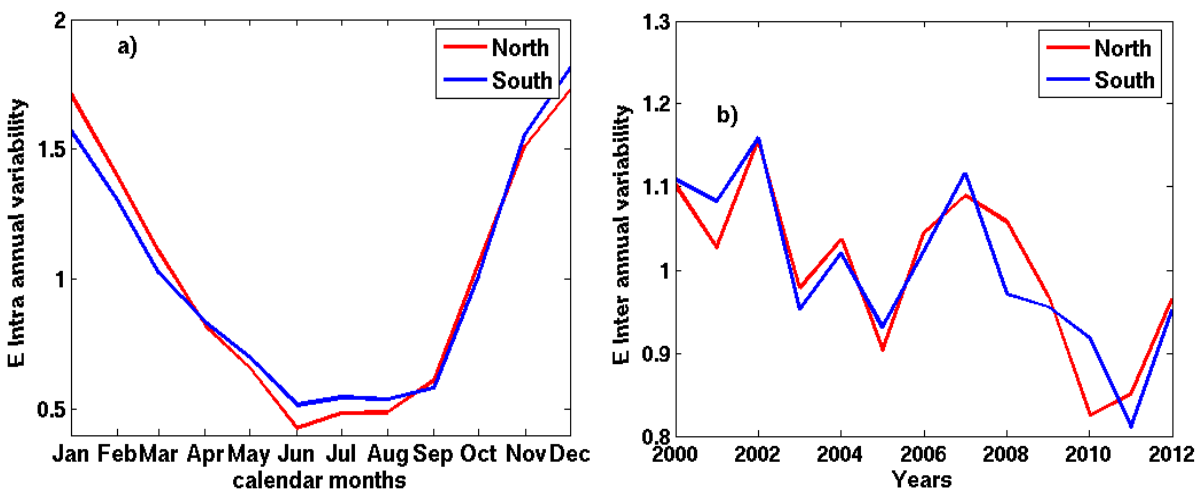 a)
North
South
2
1.5
1
0.5
E Intra annual variability
Jan Feb Mar Apr May Jun Jul Aug Sep Oct Nov Dec
calendar months
b)
North
South
1.3
1.2
1.1
1
0.9
0.8
E Inter annual variability
2000 2002 2004 2006 2008 2010 2012
Years